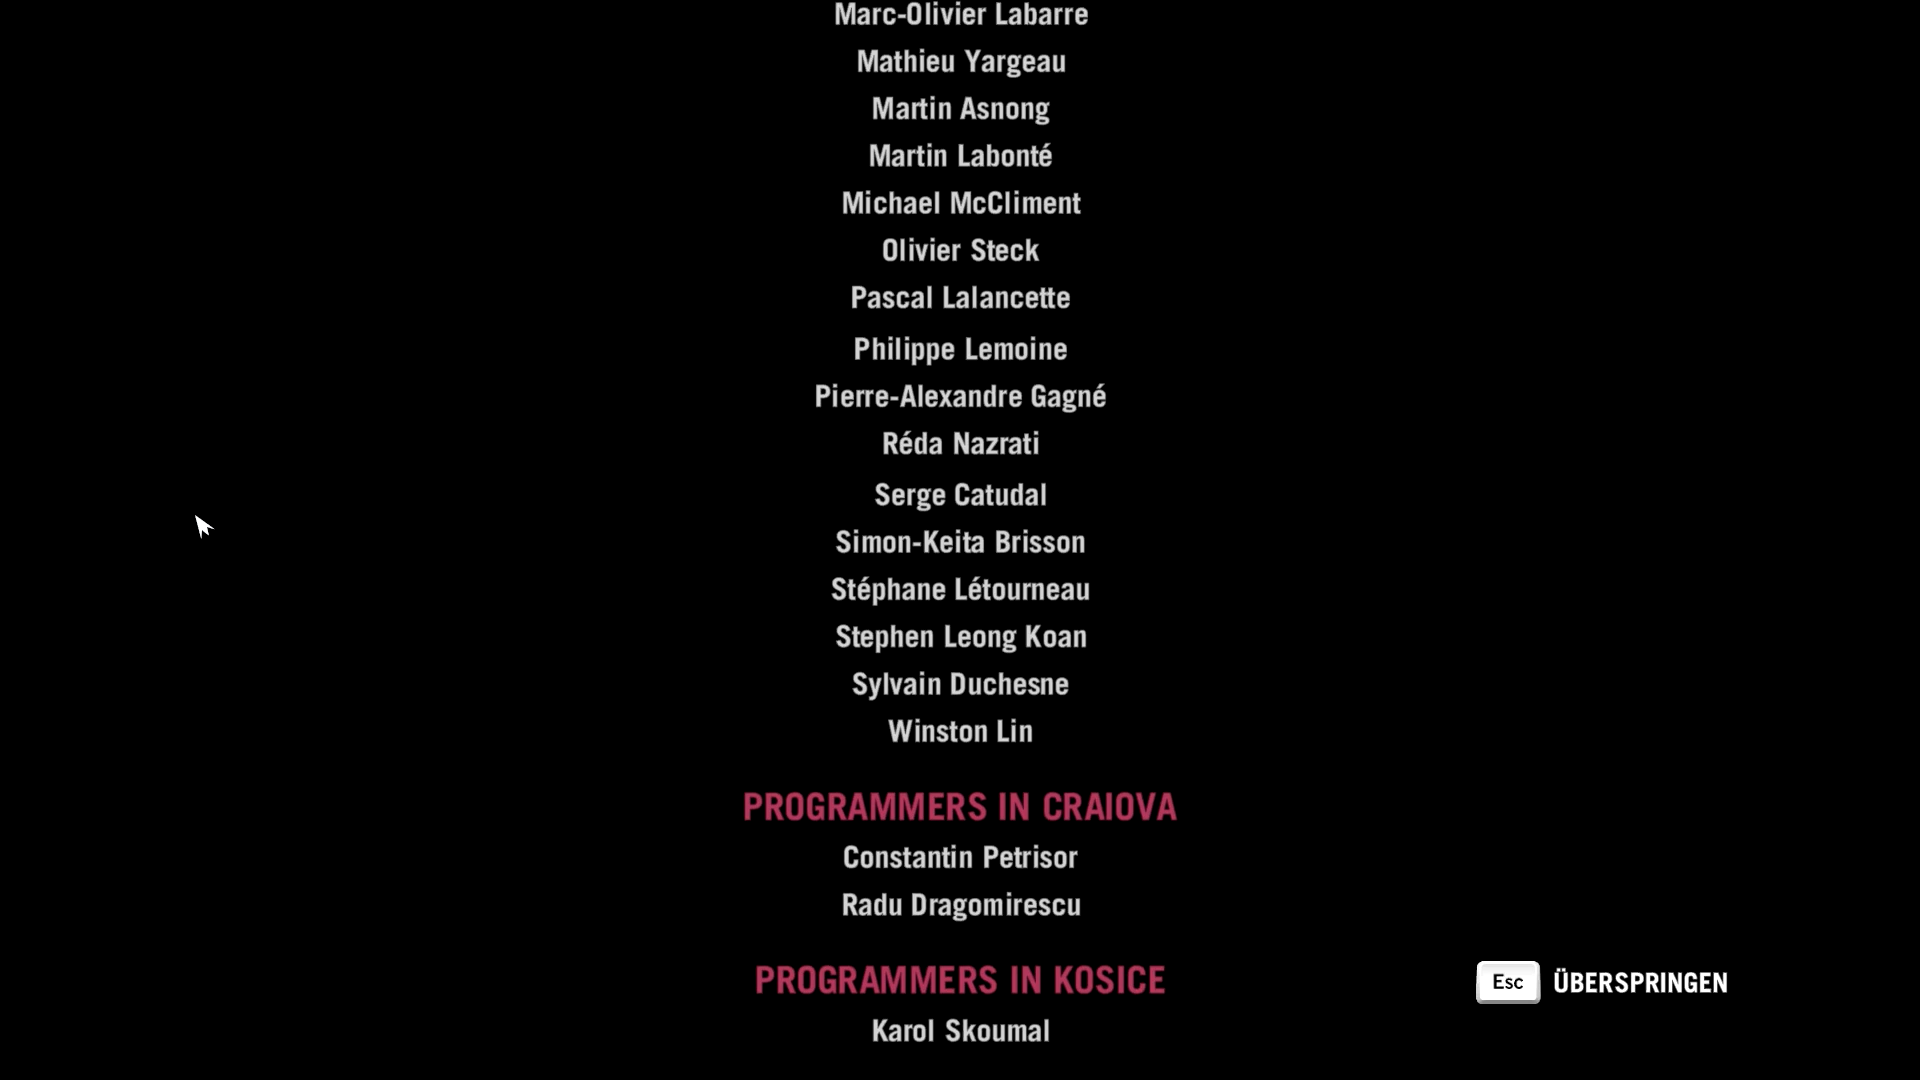 Marc-Olivier Labarre
Mathieu Yargeau
Martin Asnong
Martin Labonté
Michael McCliment
Olivier Steck
Pascal Lalancette
Philippe Lemoine
Pierre-Alexandre Gagné
Réda Nazrati
Serge Catudal
Simon-Keita Brisson
Stéphane Létourneau
Stephen Leong Koan
Sylvain Duchesne
Winston Lin
PROGRAMMERS IN CRAIOVA
Constantin Petrisor
Radu Dragomirescu
PROGRAMMERS IN KOSICE
Esc ÜBERSPRINGEN
Karol Skoumal